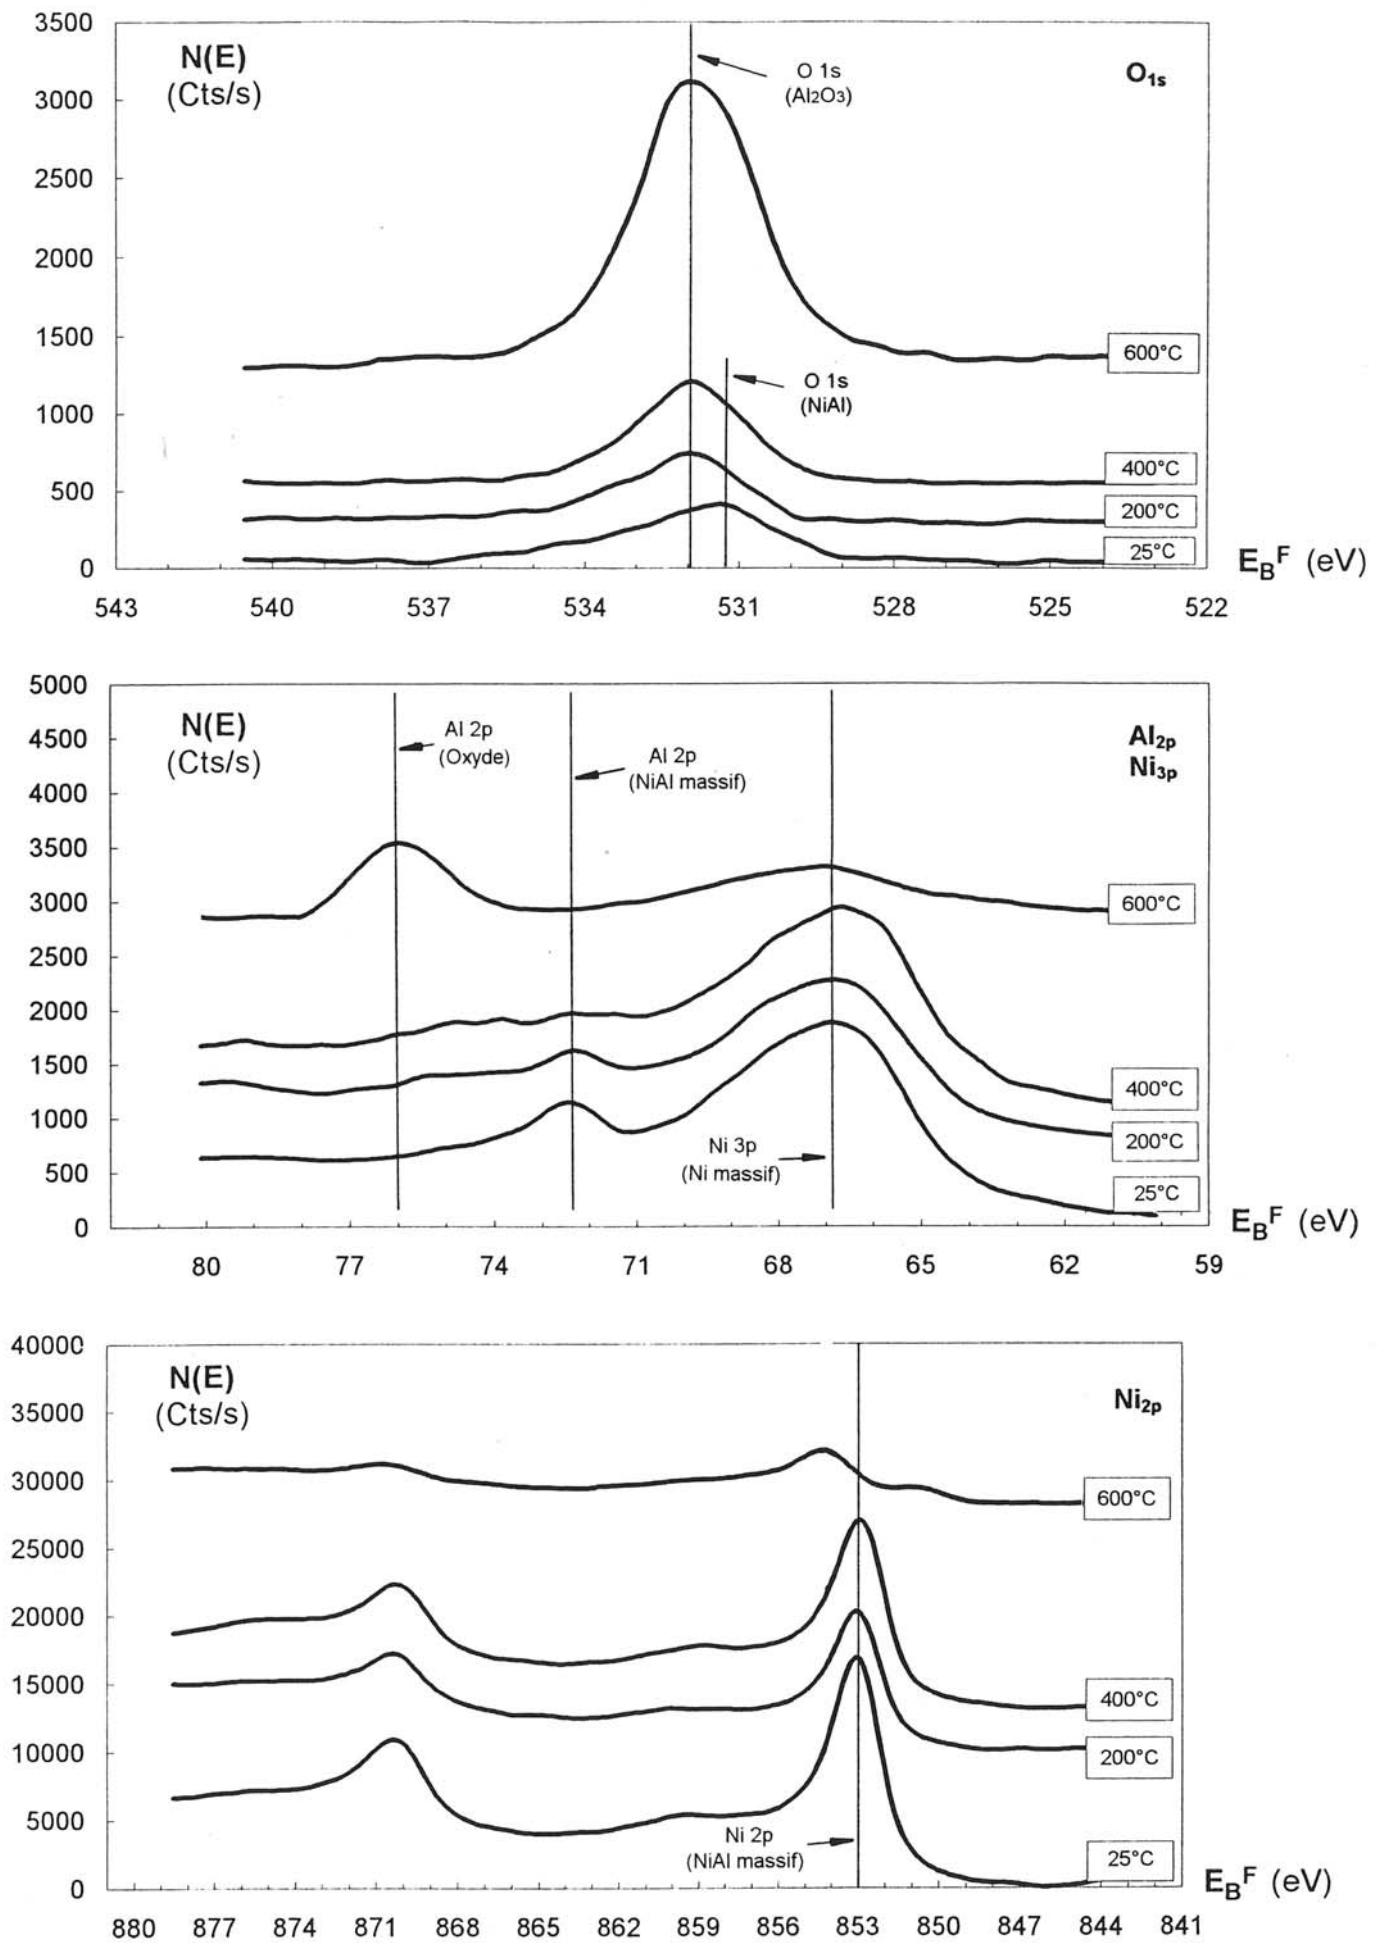 3500
N(E)
(Cts/s)
O 1s
(Al2O3)
O1s
3000
2500
2000
1500
600°C
O 1s
(NiAl)
1000
400°C
500
200°C
25°C
0
EBF (eV)
543 540 537 534 531 528 525 522
5000
N(E)
(Cts/s)
Al 2p
(Oxyde)
Al 2p
(NiAl massif)
Al2p
Ni3p
4500
4000
3500
3000
600°C
2500
2000
1500
400°C
1000
200°C
Ni 3p
(Ni massif)
500
25°C
0
EBF (eV)
80 77 74 71 68 65 62 59
40000
N(E)
(Cts/s)
Ni2p
35000
30000
600°C
25000
20000
15000
400°C
10000
200°C
5000
Ni 2p
(NiAl massif)
25°C
0
EBF (eV)
880 877 874 871 868 865 862 859 856 853 850 847 844 841